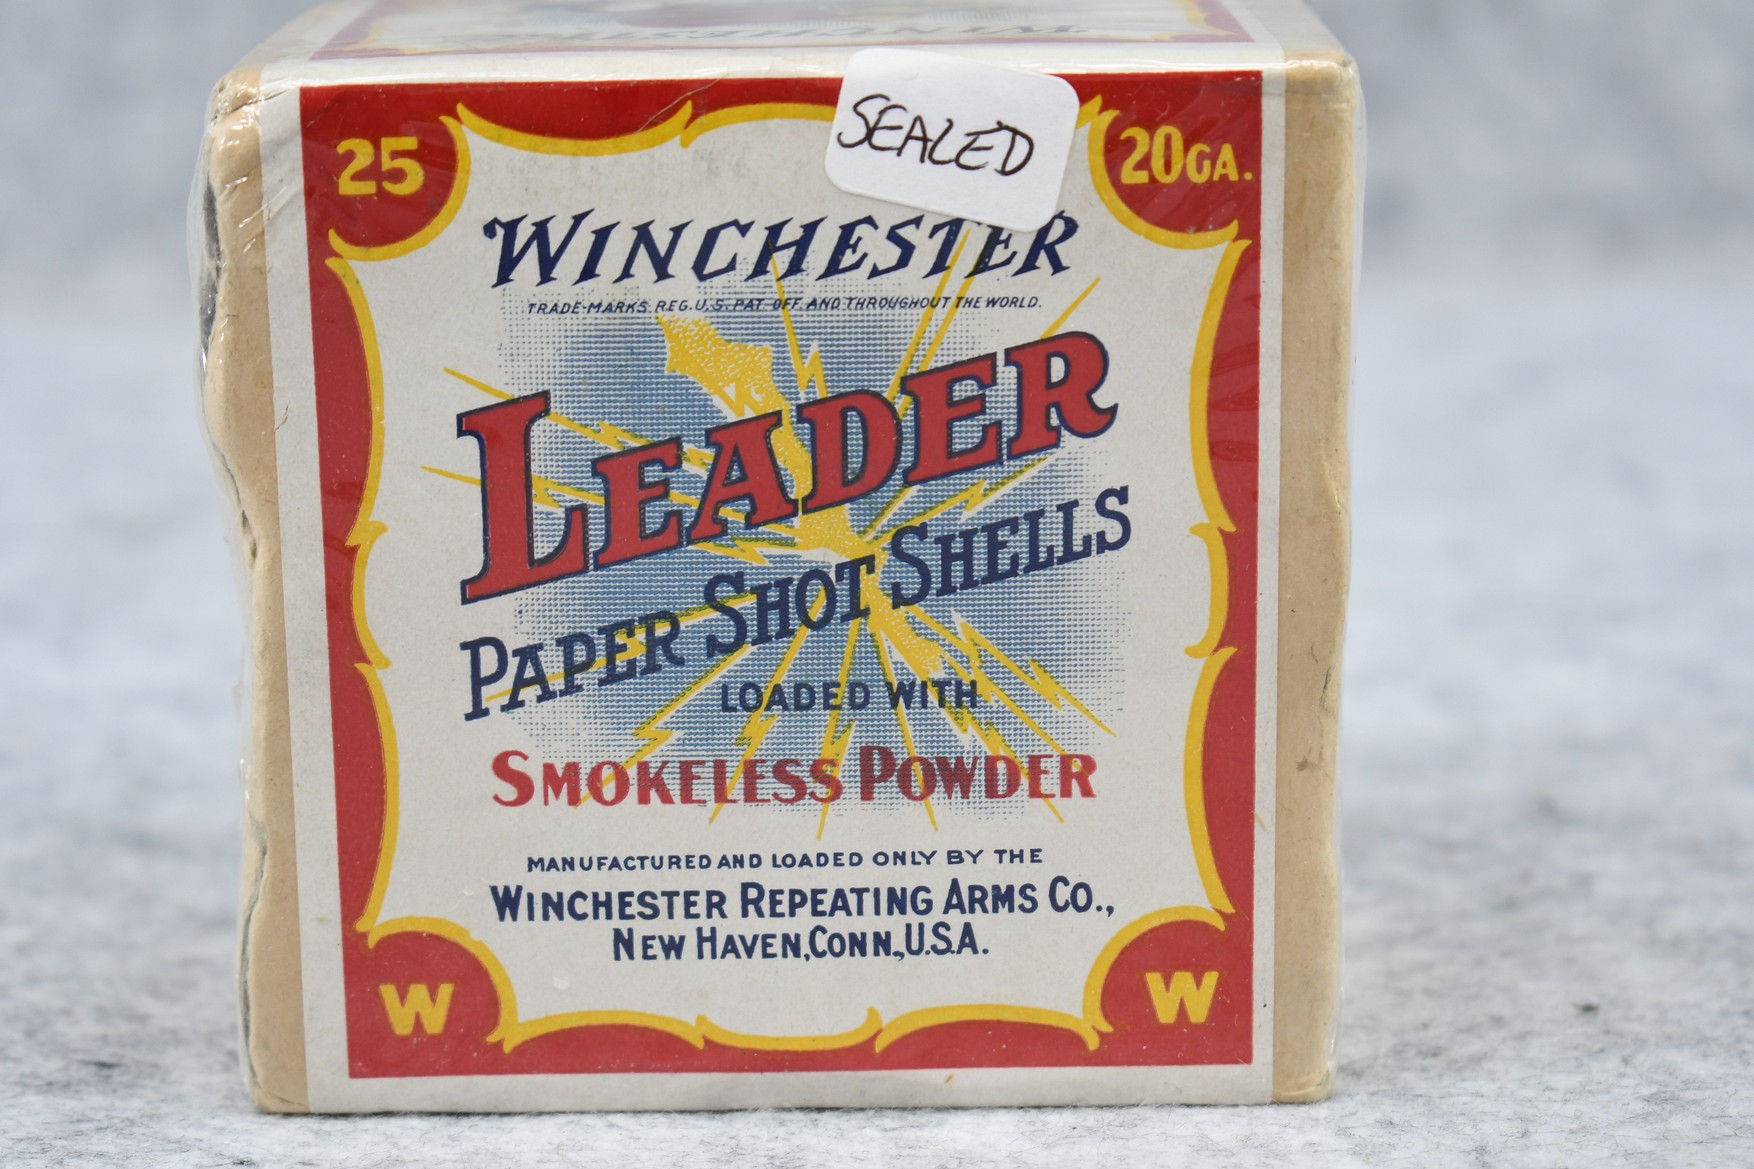 WINCHESTER
SEALED
25
20GA.
WINCHESTER
TRADE-MARKS REG. U.S. PAT. OFF. AND THROUGHOUT THE WORLD.
LEADER
PAPER SHOT SHELLS
LOADED WITH
SMOKELESS POWDER
MANUFACTURED AND LOADED ONLY BY THE
WINCHESTER REPEATING ARMS CO.,
NEW HAVEN, CONN., U.S.A.
W
W